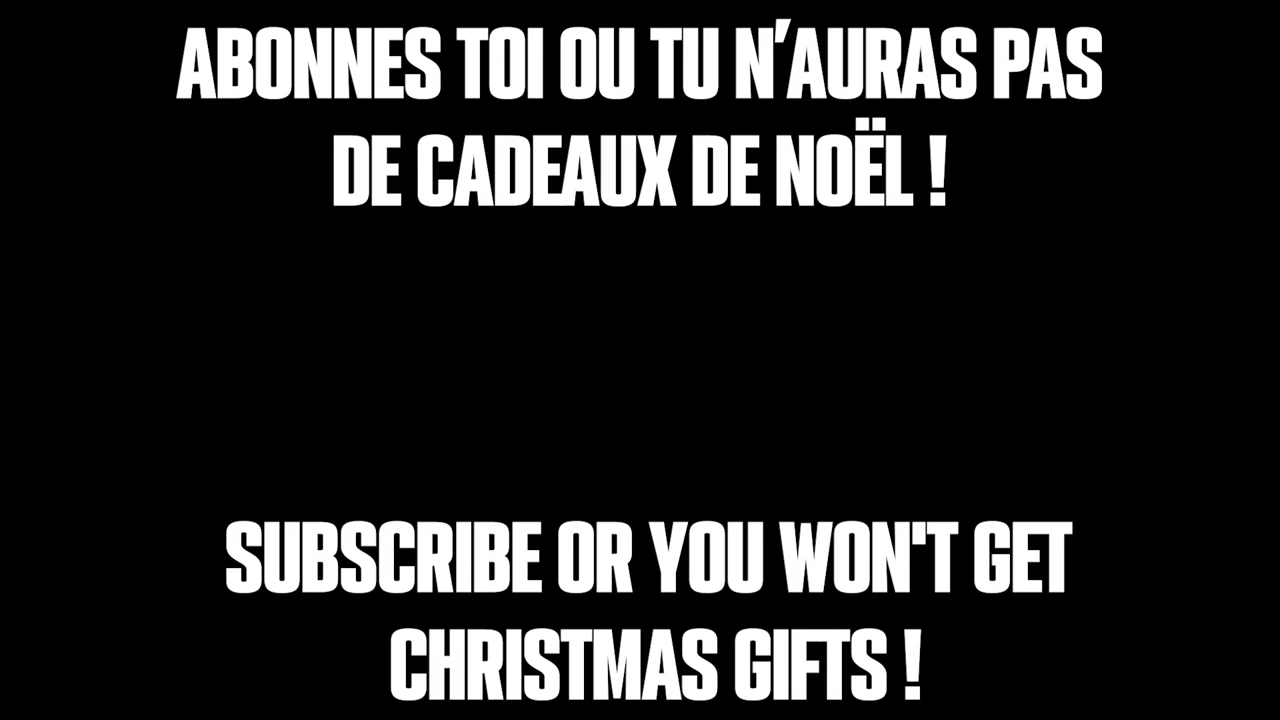 ABONNES TOI OU TU N'AURAS PAS
DE CADEAUX DE NOËL !
SUBSCRIBE OR YOU WON'T GET
CHRISTMAS GIFTS !